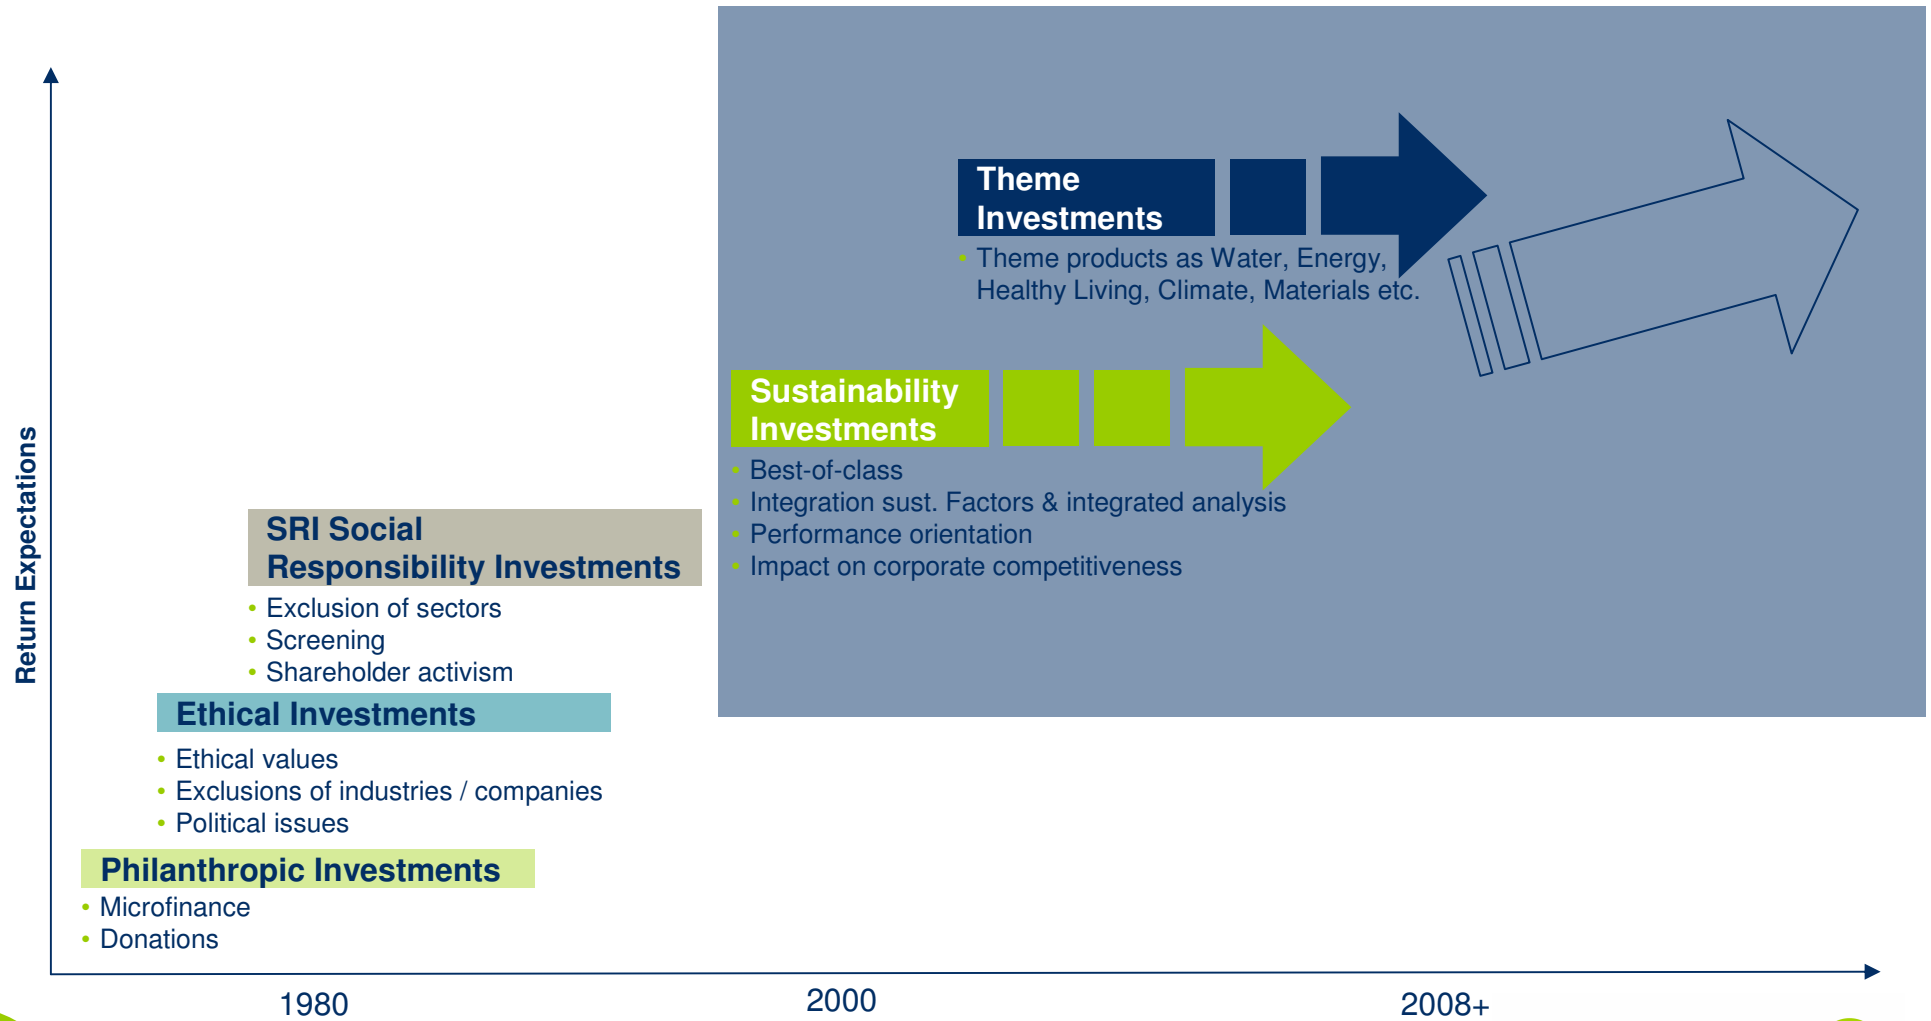 Theme
Investments
• Theme products as Water, Energy,
Healthy Living, Climate, Materials etc.
Sustainability
Investments
• Best-of-class
• Integration sust. Factors & integrated analysis
• Performance orientation
• Impact on corporate competitiveness
Return Expectations
SRI Social
Responsibility Investments
• Exclusion of sectors
• Screening
• Shareholder activism
Ethical Investments
• Ethical values
• Exclusions of industries / companies
• Political issues
Philanthropic Investments
• Microfinance
• Donations
1980
2000
2008+